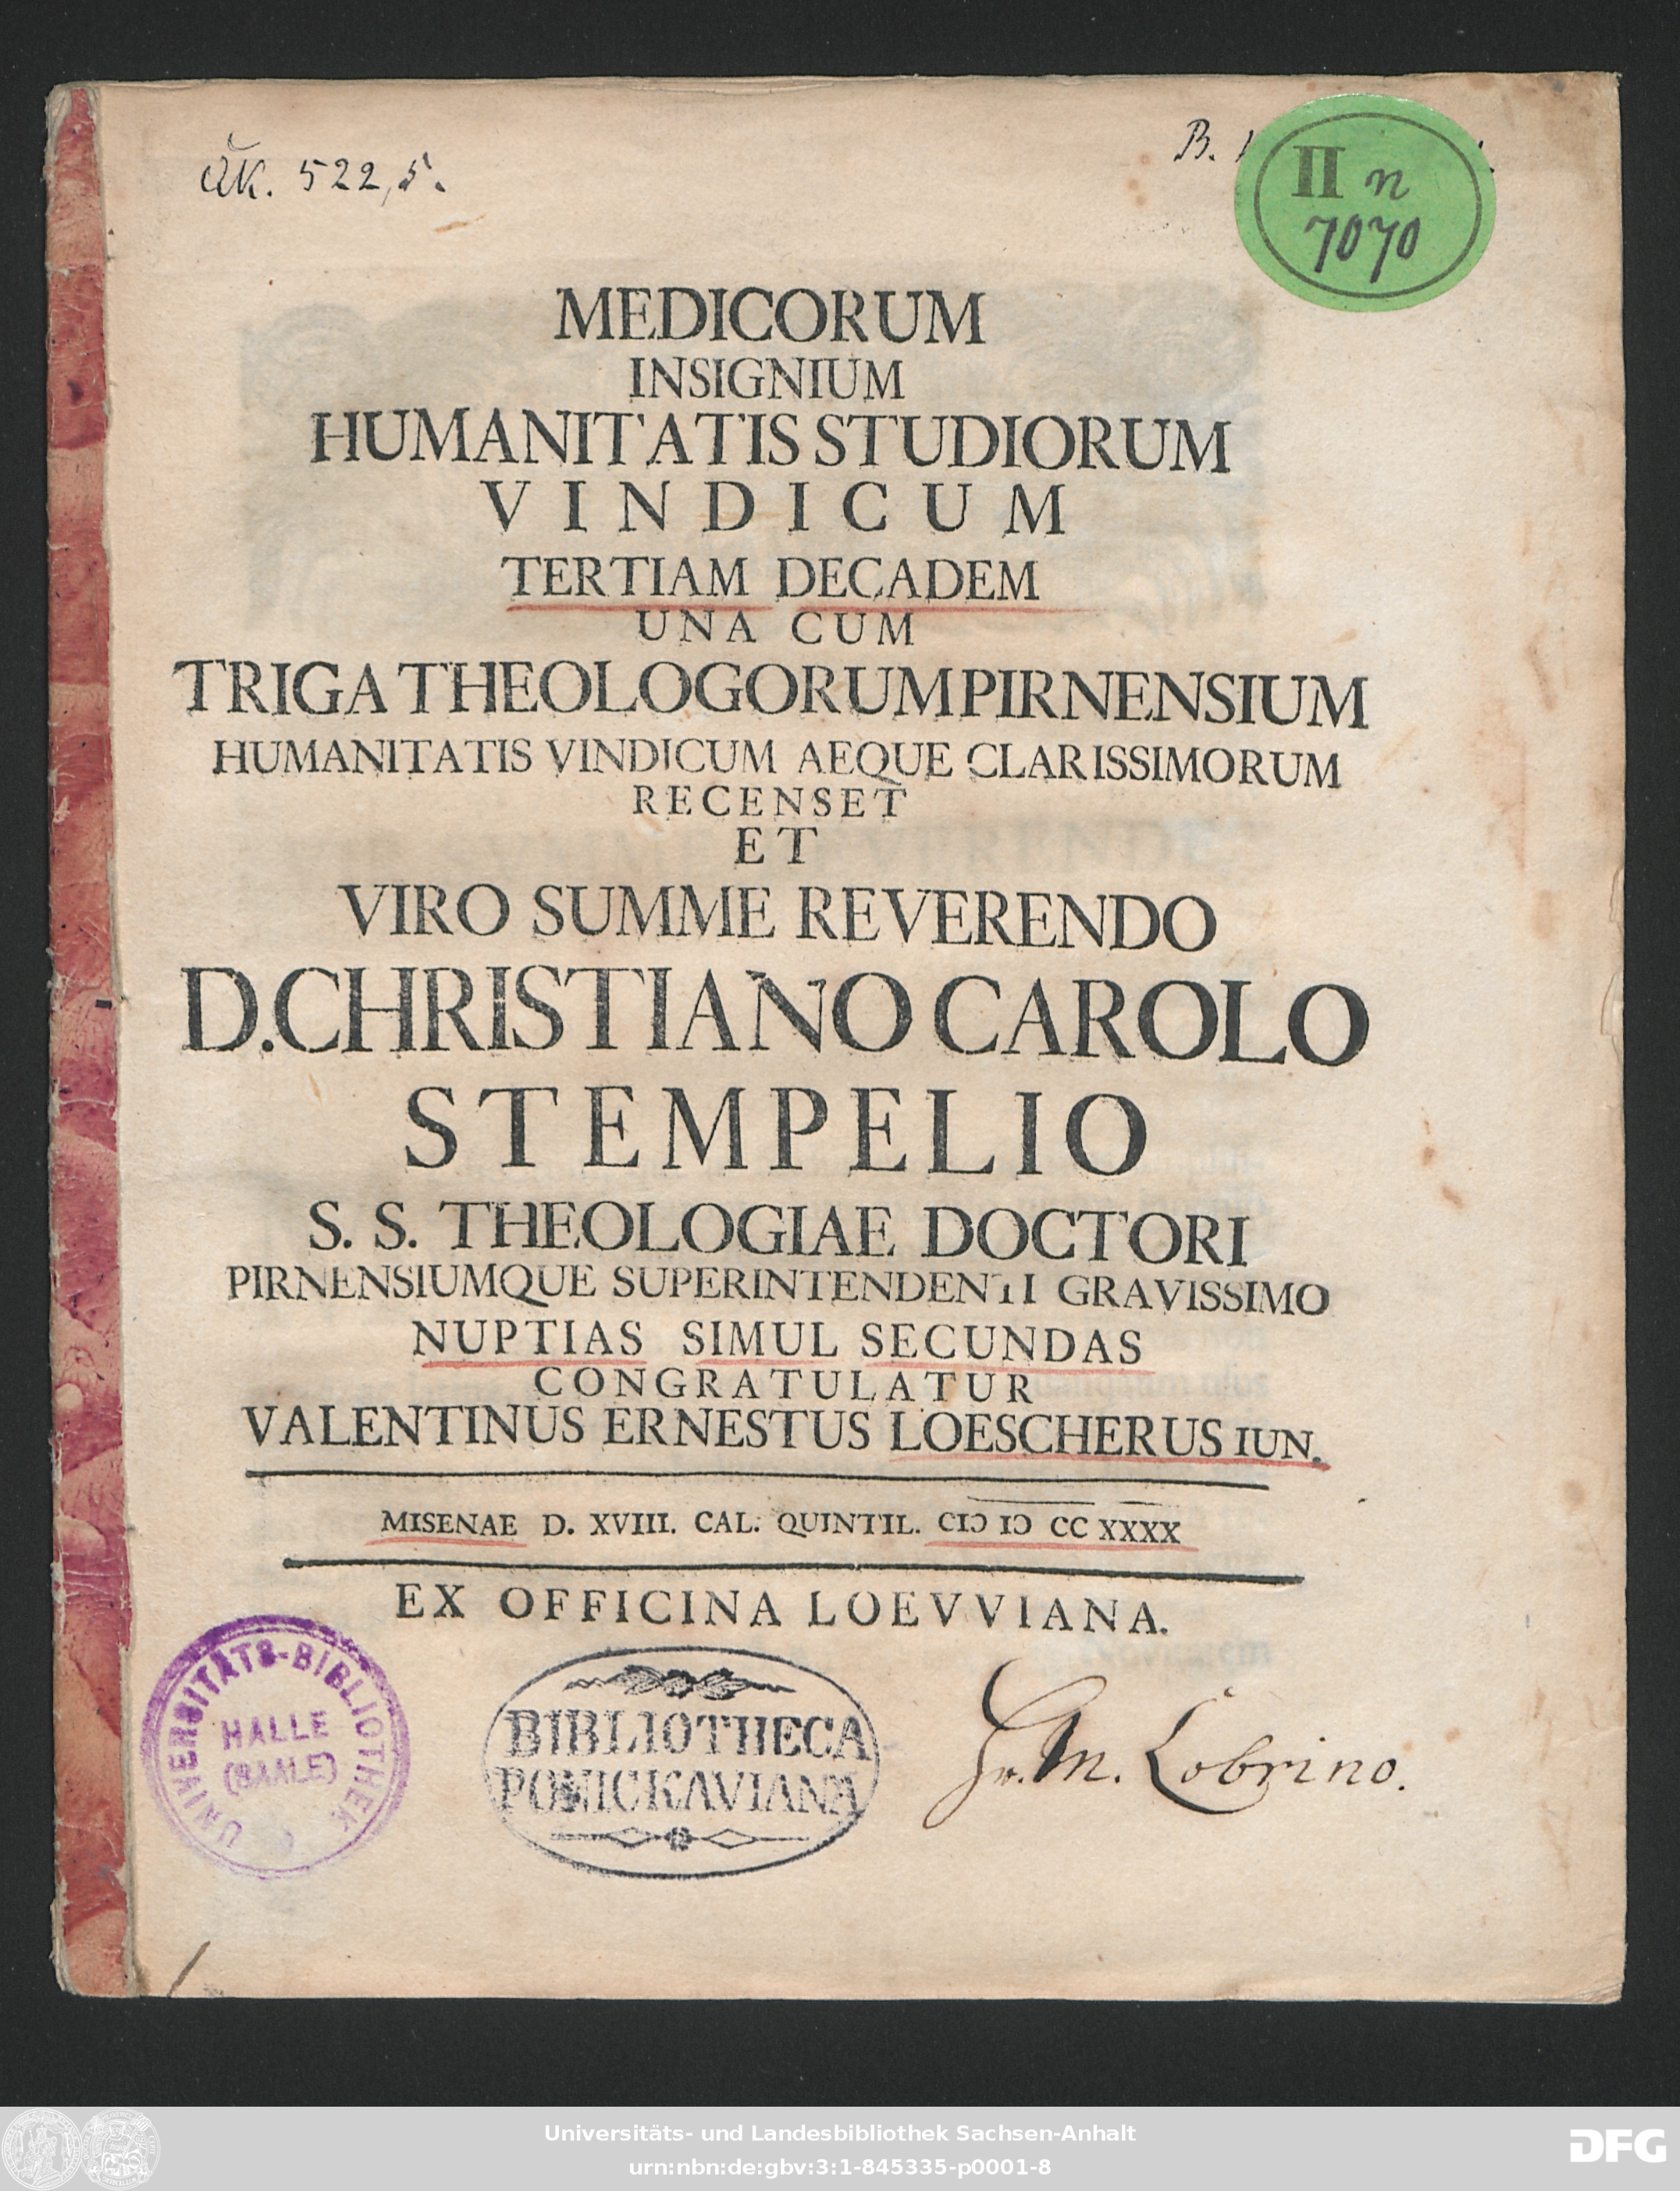 QK. 522,5.
B.
II n
7070
MEDICORUM
INSIGNIUM
HUMANITATIS STUDIORUM
VINDICUM
TERTIAM DECADEM
UNA CUM
TRIGA THEOLOGORUM PIRNENSIUM
HUMANITATIS VINDICUM AEQUE CLARISSIMORUM
RECENSET
ET
VIRO SUMME REVERENDO
D. CHRISTIANO CAROLO
STEMPELIO
S. S. THEOLOGIAE DOCTORI
PIRNENSIUMQUE SUPERINTENDENTI GRAVISSIMO
NUPTIAS SIMUL SECUNDAS
CONGRATULATUR
VALENTINUS ERNESTUS LOESCHERUS IUN.
MISENAE D. XVIII. CAL. QUINTIL. CIↃ IↃ CC XXXX
EX OFFICINA LOEVVIANA.
UNIVERSITÄTS-BIBLIOTHEK
HALLE
(SAALE)
BIBLIOTHECA
PONICKAVIANA
M. Lobrino.
Universitäts- und Landesbibliothek Sachsen-Anhalt
urn:nbn:de:gbv:3:1-845335-p0001-8
DFG